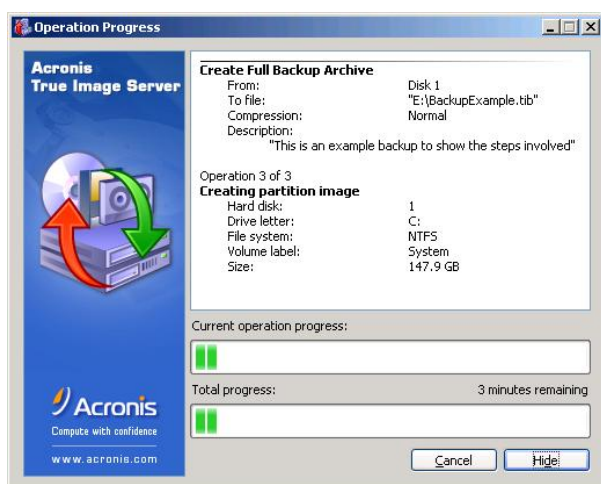 Operation Progress
Acronis
True Image Server
Create Full Backup Archive
From: Disk 1
To file: "E:\BackupExample.tib"
Compression: Normal
Description:
"This is an example backup to show the steps involved"
Operation 3 of 3
Creating partition image
Hard disk: 1
Drive letter: C:
File system: NTFS
Volume label: System
Size: 147.9 GB
Current operation progress:
Total progress: 3 minutes remaining
Acronis
Compute with confidence
www.acronis.com
Cancel Hide